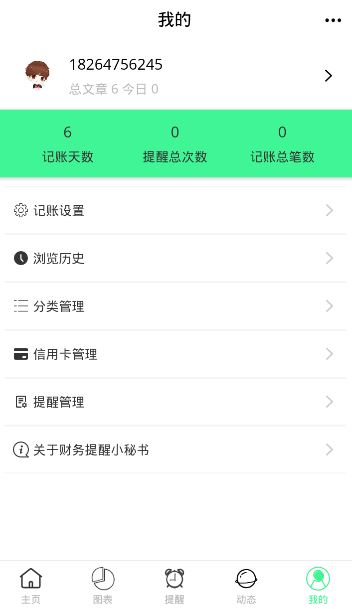 我的
18264756245
总文章 6 今日 0
6 0 0
记账天数 提醒总次数 记账总笔数
记账设置
浏览历史
分类管理
信用卡管理
提醒管理
关于财务提醒小秘书
主页 图表 提醒 动态 我的